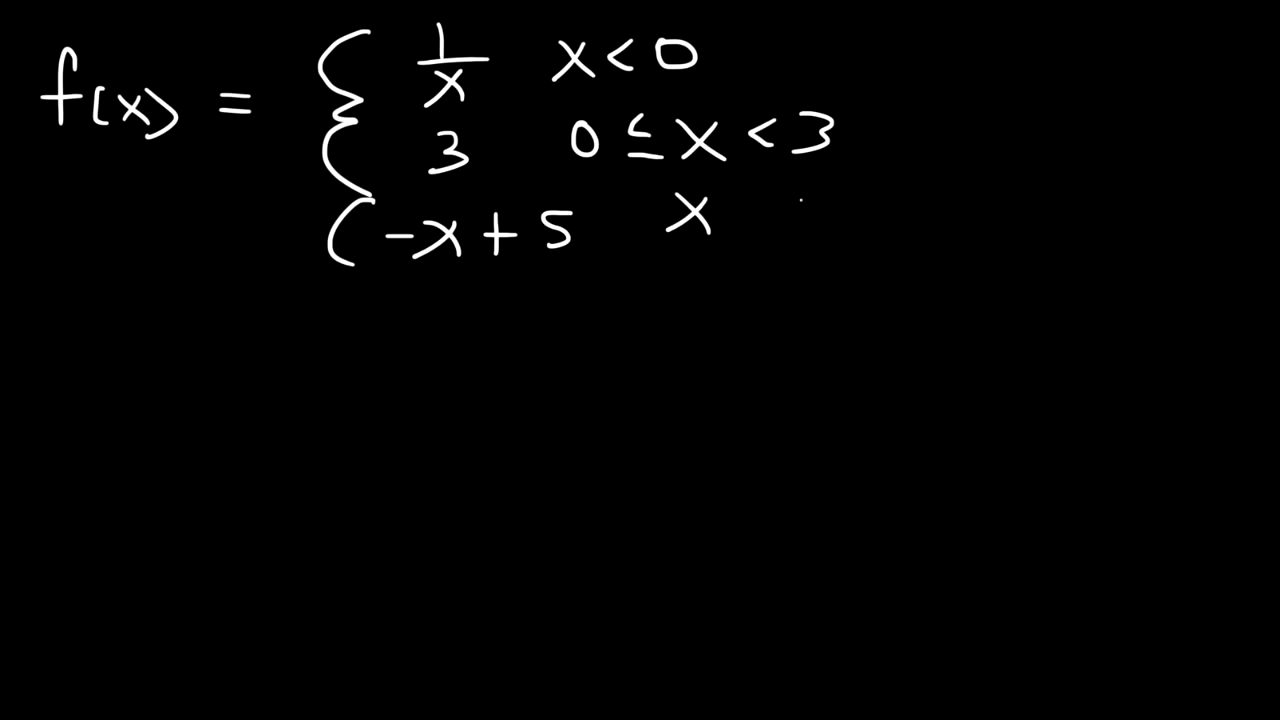 f(x) = { 1/x x < 0
3 0 ≤ x < 3
-x + 5 x